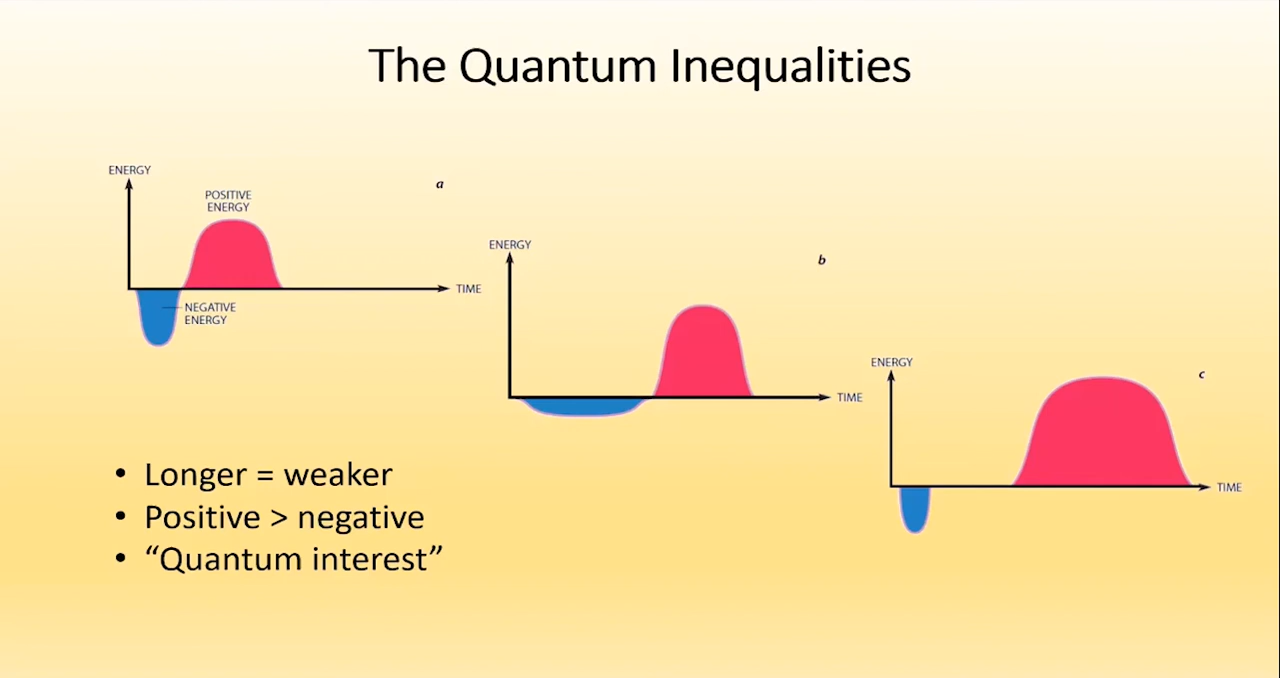 The Quantum Inequalities
ENERGY
a
POSITIVE
ENERGY
TIME
NEGATIVE
ENERGY
ENERGY
b
TIME
ENERGY
c
TIME
• Longer = weaker
• Positive > negative
• “Quantum interest”